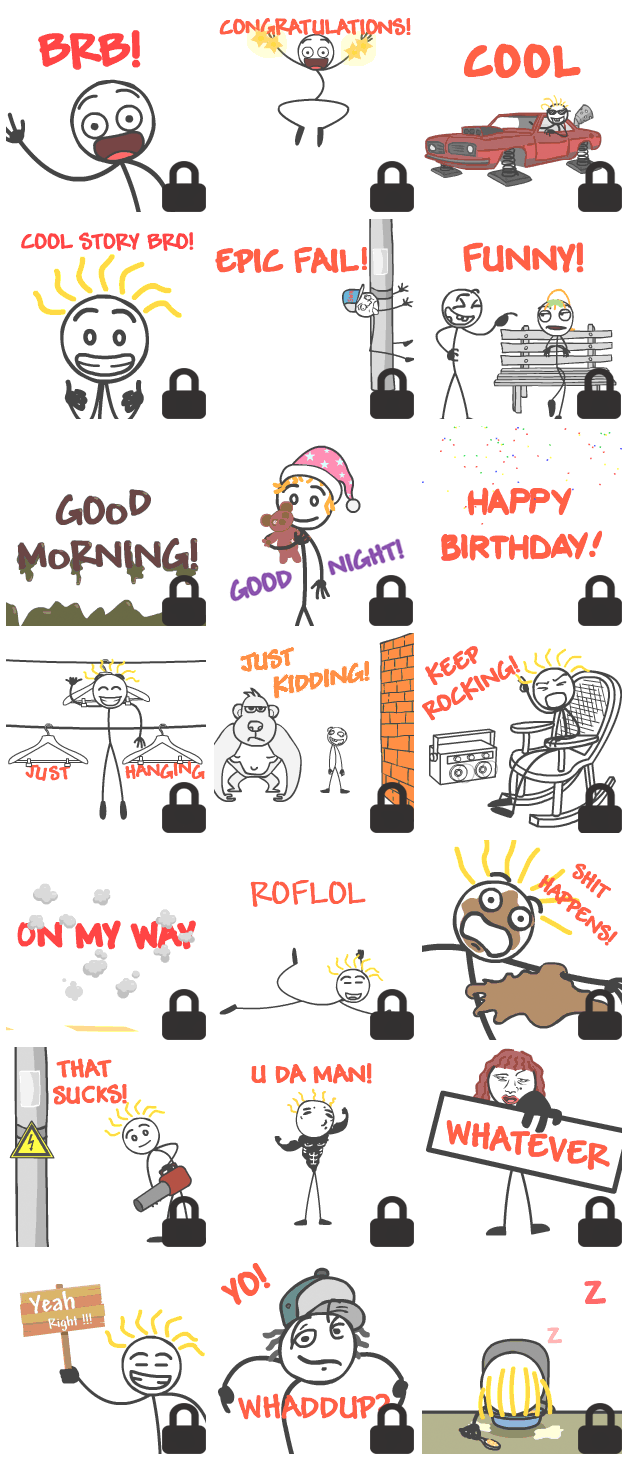 BRB!
CONGRATULATIONS!
COOL
COOL STORY BRO!
EPIC FAIL!
FUNNY!
GOOD
MORNING!
GOOD NIGHT!
HAPPY
BIRTHDAY!
JUST HANGING
JUST
KIDDING!
KEEP
ROCKING!
ON MY WAY
ROFLOL
SHIT
HAPPENS!
THAT
SUCKS!
U DA MAN!
WHATEVER
Yeah
Right !!!
YO!
WHADDUP?
Z
Z